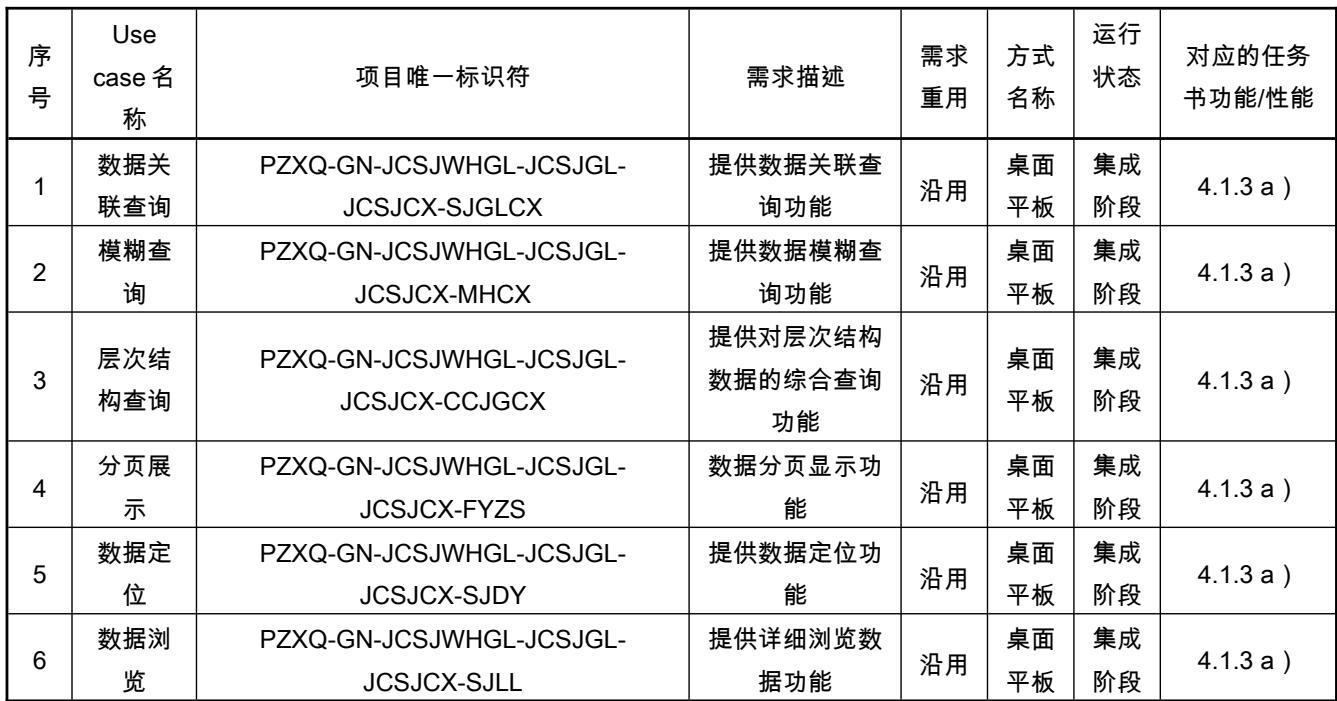 序号
Use case 名称
项目唯一标识符
需求描述
需求重用
方式名称
运行状态
对应的任务书功能/性能
1
数据关联查询
PZXQ-GN-JCSJWHGL-JCSJGL-
JCSJCX-SJGLCX
提供数据关联查
询功能
沿用
桌面
平板
集成
阶段
4.1.3 a）
2
模糊查
询
PZXQ-GN-JCSJWHGL-JCSJGL-
JCSJCX-MHCX
提供数据模糊查
询功能
沿用
桌面
平板
集成
阶段
4.1.3 a）
3
层次结
构查询
PZXQ-GN-JCSJWHGL-JCSJGL-
JCSJCX-CCJGCX
提供对层次结构
数据的综合查询
功能
沿用
桌面
平板
集成
阶段
4.1.3 a）
4
分页展
示
PZXQ-GN-JCSJWHGL-JCSJGL-
JCSJCX-FYZS
数据分页显示功
能
沿用
桌面
平板
集成
阶段
4.1.3 a）
5
数据定
位
PZXQ-GN-JCSJWHGL-JCSJGL-
JCSJCX-SJDY
提供数据定位功
能
沿用
桌面
平板
集成
阶段
4.1.3 a）
6
数据浏
览
PZXQ-GN-JCSJWHGL-JCSJGL-
JCSJCX-SJLL
提供详细浏览数
据功能
沿用
桌面
平板
集成
阶段
4.1.3 a）